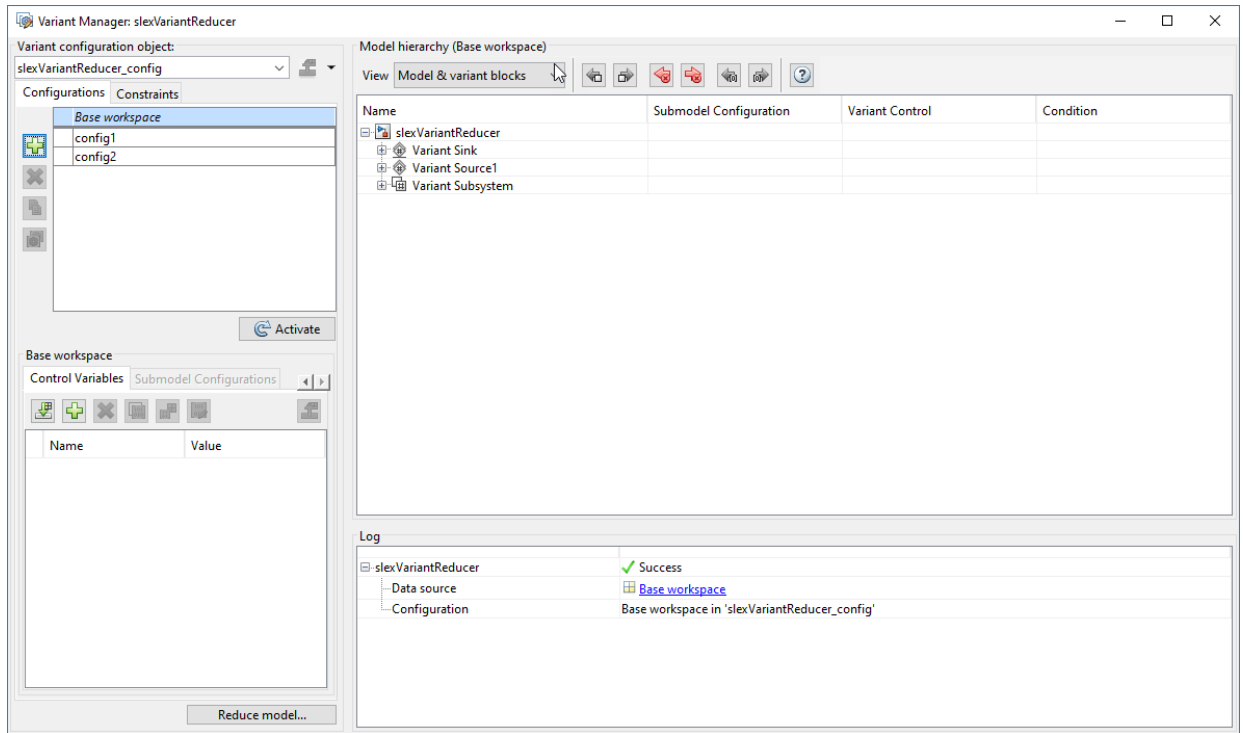 Variant Manager: slexVariantReducer
Variant configuration object:
slexVariantReducer_config
Configurations Constraints
Base workspace
config1
config2
Activate
Base workspace
Control Variables Submodel Configurations
Name Value
Reduce model...
Model hierarchy (Base workspace)
View Model & variant blocks
Name Submodel Configuration Variant Control Condition
slexVariantReducer
Variant Sink
Variant Source1
Variant Subsystem
Log
slexVariantReducer Success
Data source Base workspace
Configuration Base workspace in 'slexVariantReducer_config'